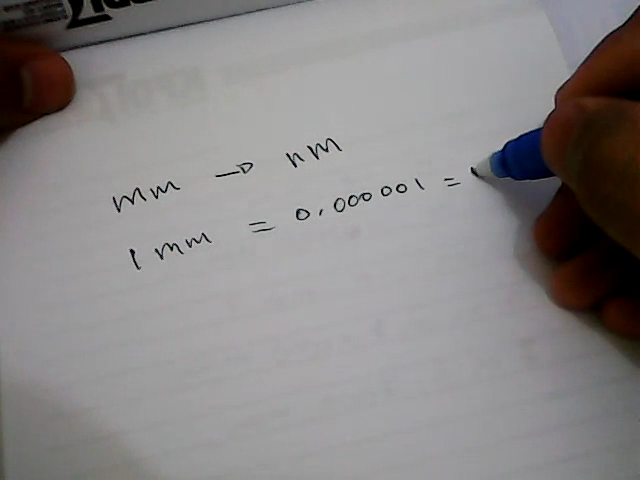 mm → nm
1 mm = 0.000001 =